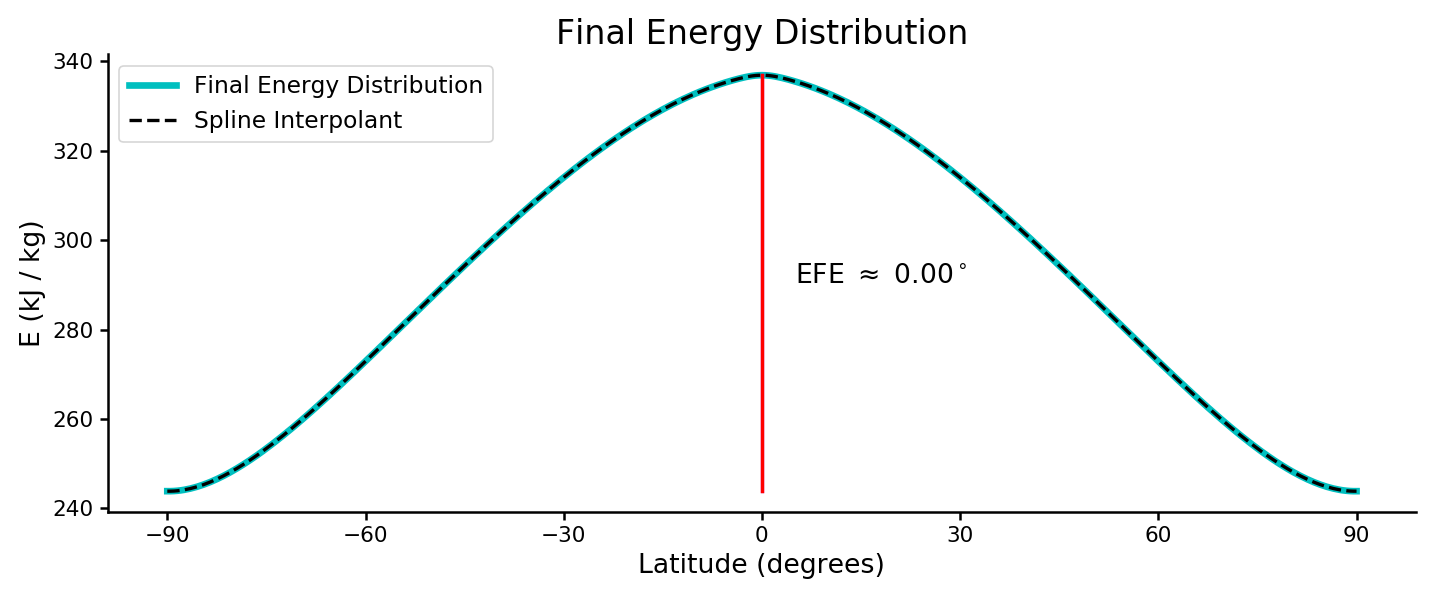 Final Energy Distribution
Final Energy Distribution
Spline Interpolant
340
320
300
280
260
240
E (kJ / kg)
EFE ≈ 0.00°
−90
−60
−30
0
30
60
90
Latitude (degrees)